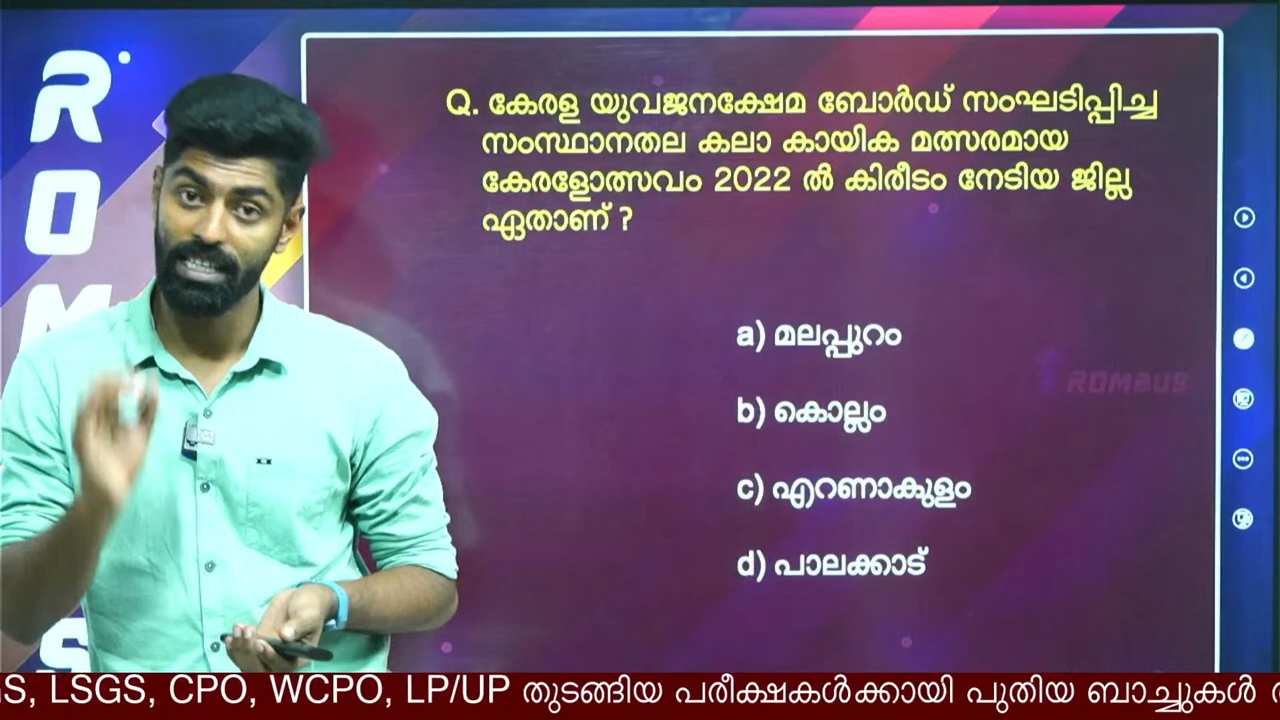 R
O
M
S
Q. കേരള യുവജനക്ഷേമ ബോർഡ് സംഘടിപ്പിച്ച
സംസ്ഥാനതല കലാ കായിക മത്സരമായ
കേരളോത്സവം 2022 ൽ കിരീടം നേടിയ ജില്ല
ഏതാണ് ?
a) മലപ്പുറം
ROMBUS
b) കൊല്ലം
c) എറണാകുളം
d) പാലക്കാട്
LSGS, CPO, WCPO, LP/UP തുടങ്ങിയ പരീക്ഷകൾക്കായി പുതിയ ബാച്ചുകൾ